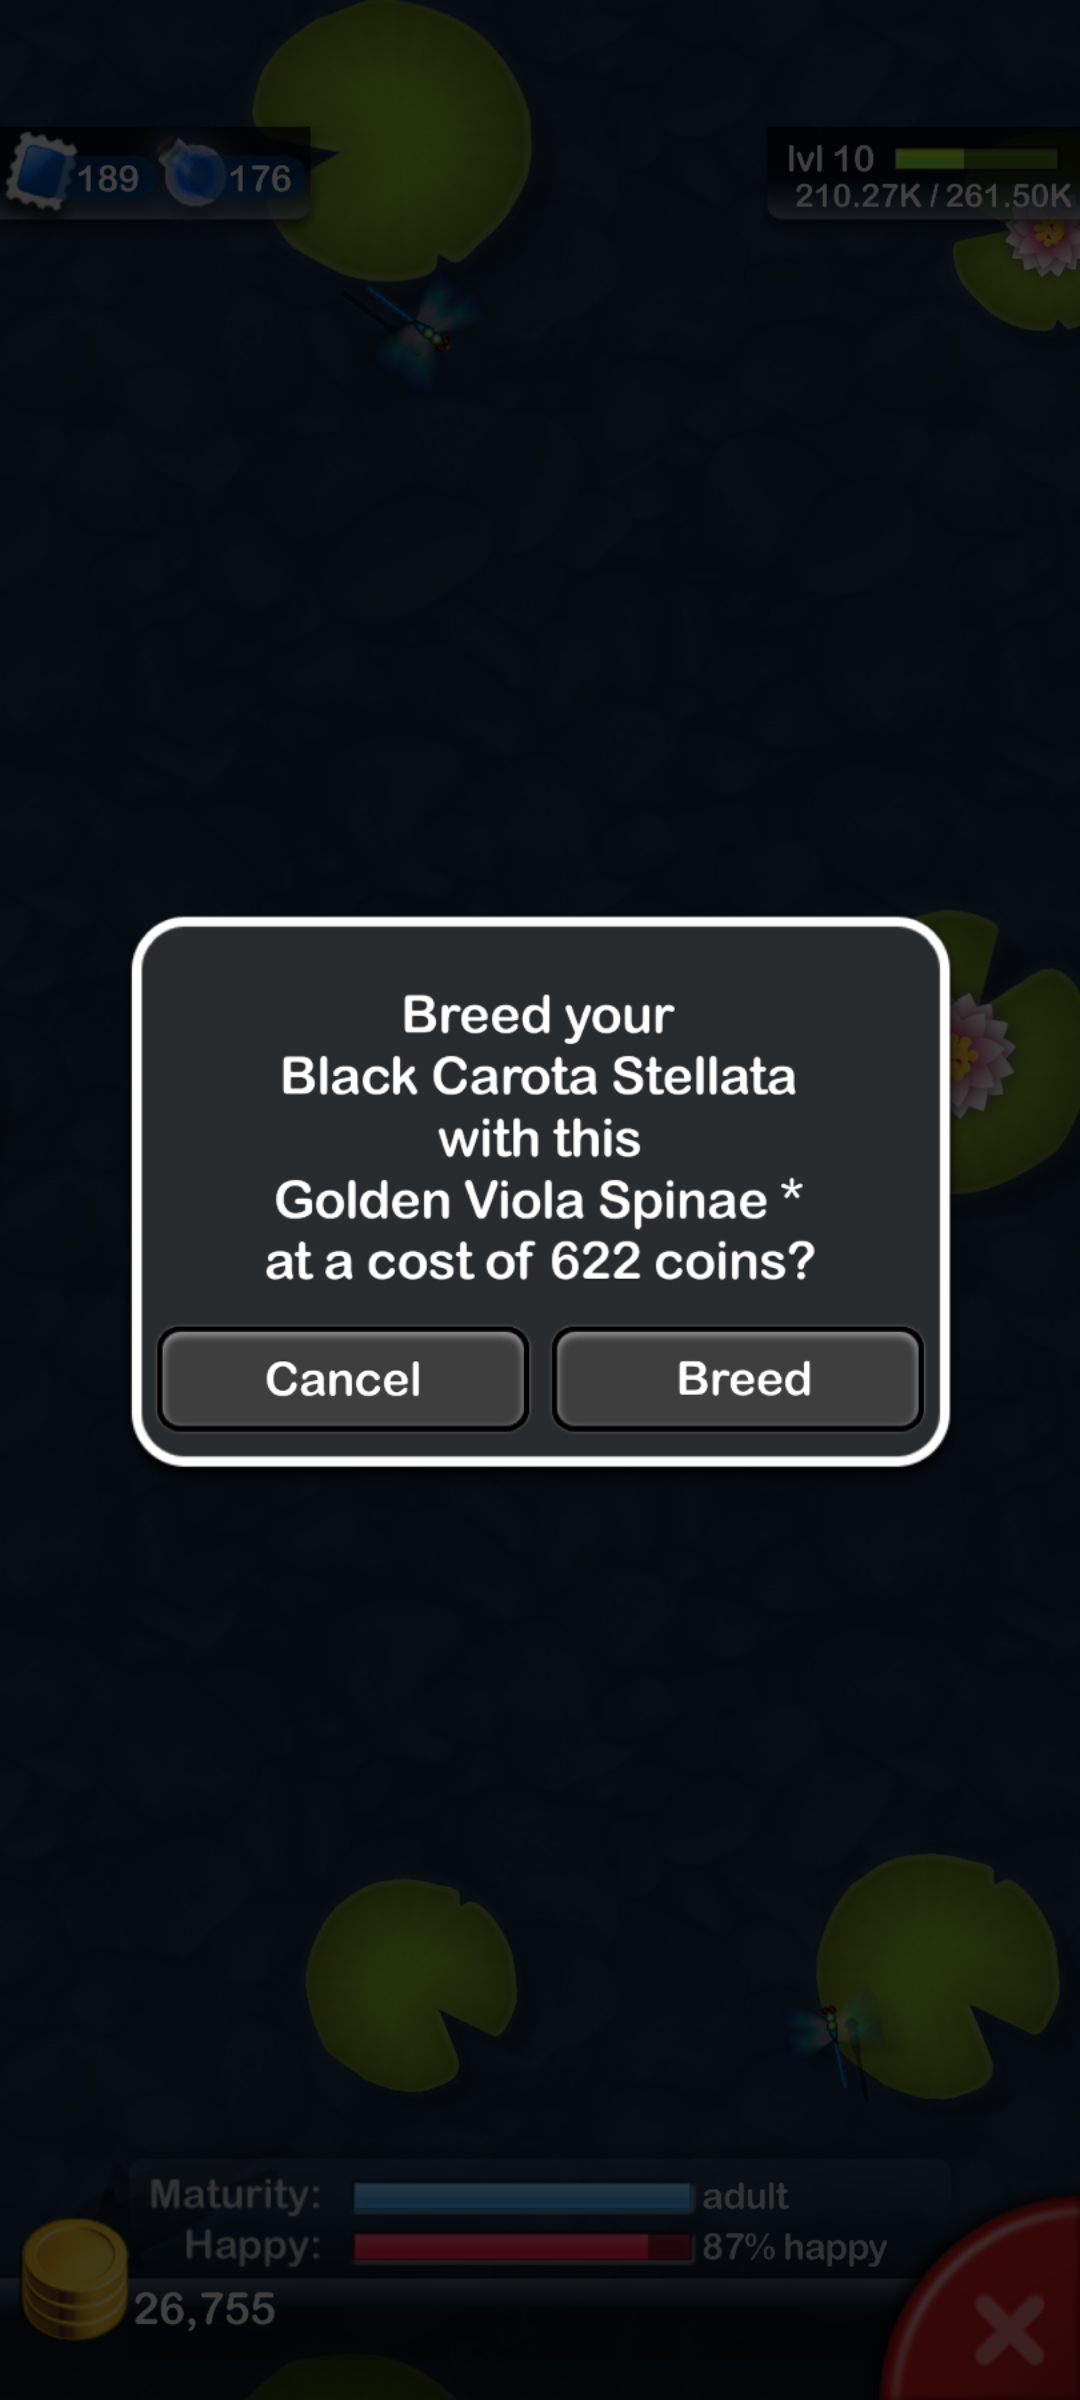 189 176
lvl 10
210.27K / 261.50K
Breed your
Black Carota Stellata
with this
Golden Viola Spinae *
at a cost of 622 coins?
Cancel Breed
Maturity: adult
Happy: 87% happy
26,755